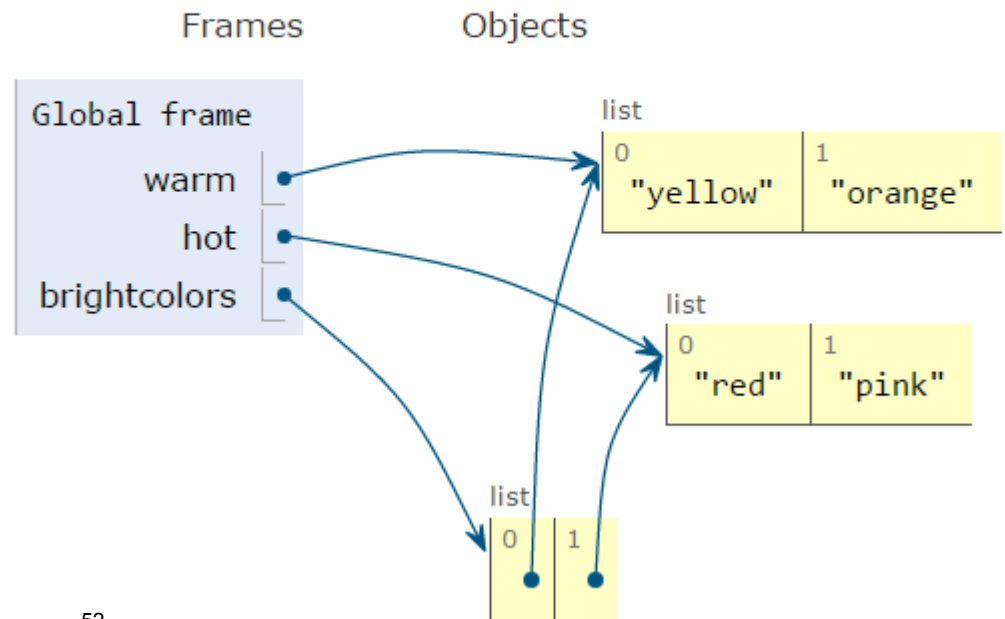 Frames Objects
Global frame
warm
hot
brightcolors
list
0 1
"yellow" "orange"
list
0 1
"red" "pink"
list
0 1
52